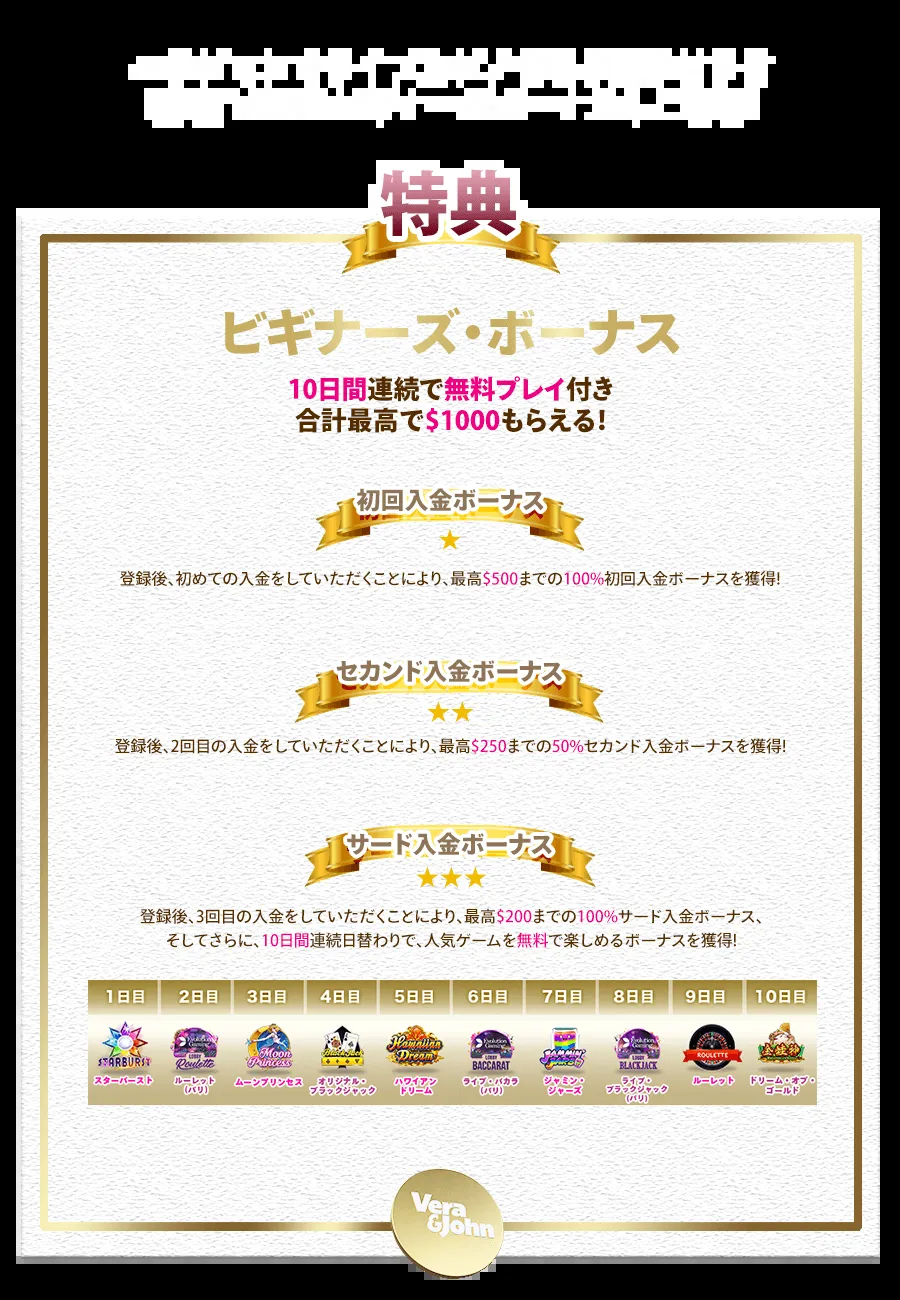 特典
ビギナーズ・ボーナス
10日間連続で無料プレイ付き
合計最高で$1000もらえる!
初回入金ボーナス
登録後、初めての入金をしていただくことにより、最高$500までの100%初回入金ボーナスを獲得!
セカンド入金ボーナス
登録後、2回目の入金をしていただくことにより、最高$250までの50%セカンド入金ボーナスを獲得!
サード入金ボーナス
登録後、3回目の入金をしていただくことにより、最高$200までの100%サード入金ボーナス、
そしてさらに、10日間連続日替わりで、人気ゲームを無料で楽しめるボーナスを獲得!
1日目 2日目 3日目 4日目 5日目 6日目 7日目 8日目 9日目 10日目
STARBURST
Evolution Gaming
LOBBY
Roulette
Moon Princess
BlackJack
Hawaiian Dream
Evolution Gaming
LOBBY
BACCARAT
JAMMIN' JARS
Evolution Gaming
LOBBY
BLACKJACK
ROULETTE
スターバースト
ルーレット
(パリ)
ムーンプリンセス
オリジナル・
ブラックジャック
ハワイアン
ドリーム
ライブ・バカラ
(パリ)
ジャミン・
ジャーズ
ライブ・
ブラックジャック
(パリ)
ルーレット
ドリーム・オブ・
ゴールド
Vera
&John